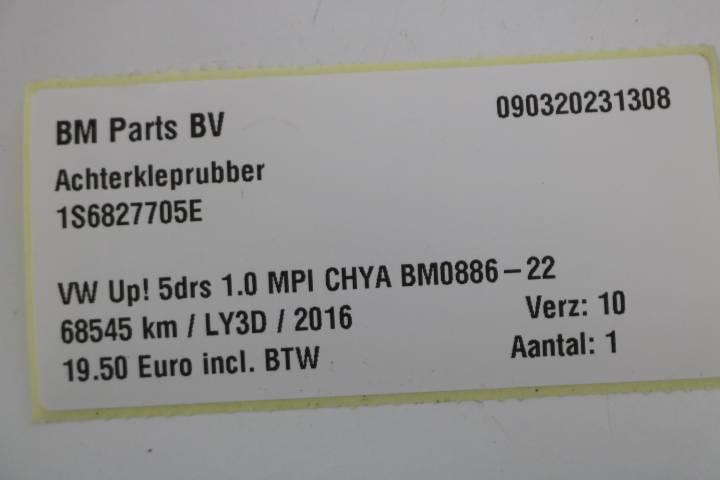 BM Parts BV 090320231308
Achterkleprubber
1S6827705E
VW Up! 5drs 1.0 MPI CHYA BM0886-22
68545 km / LY3D / 2016 Verz: 10
19.50 Euro incl. BTW Aantal: 1